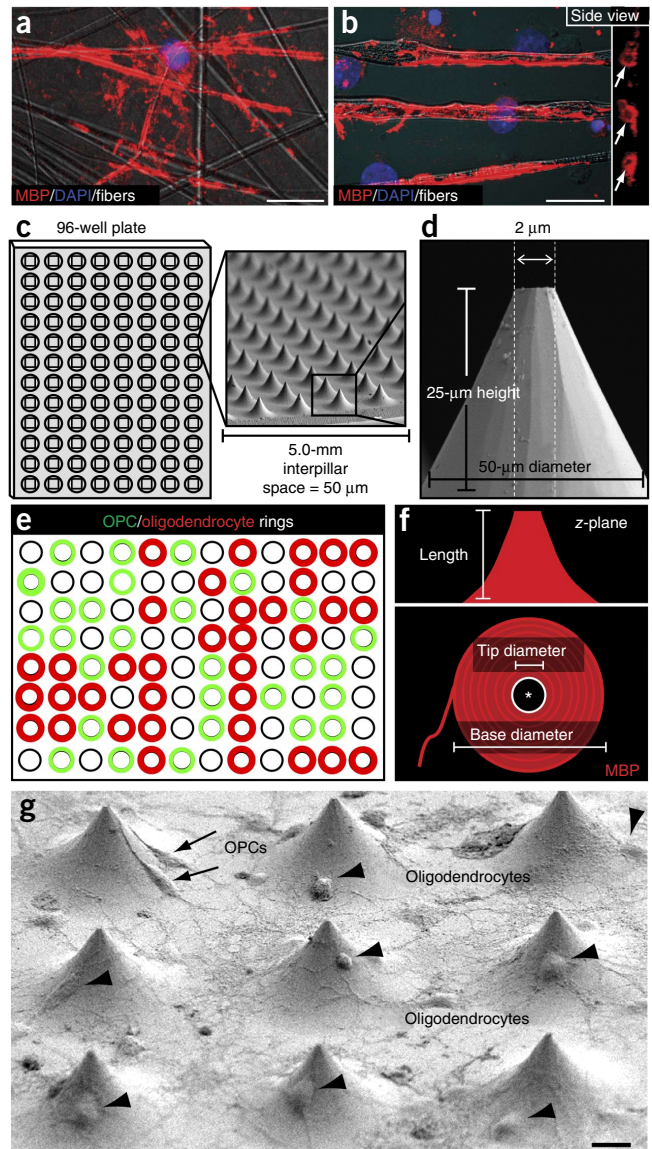 a
MBP/DAPI/fibers
b
Side view
MBP/DAPI/fibers
c
96-well plate
5.0-mm
interpillar
space = 50 μm
d
2 μm
25-μm height
50-μm diameter
e
OPC/oligodendrocyte rings
f
z-plane
Length
Tip diameter
*
Base diameter
MBP
g
OPCs
Oligodendrocytes
Oligodendrocytes